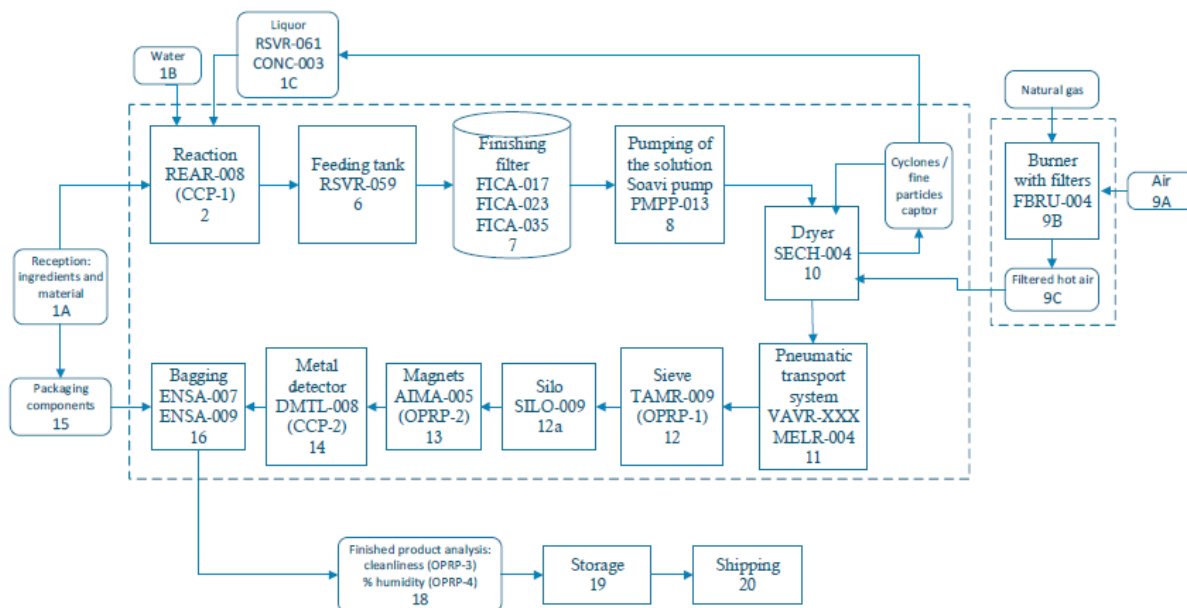 Liquor
RSVR-061
CONC-003
1C
Water
1B
Natural gas
Reaction
REAR-008
(CCP-1)
2
Feeding tank
RSVR-059
6
Finishing
filter
FICA-017
FICA-023
FICA-035
7
Pumping of
the solution
Soavi pump
PMPP-013
8
Cyclones /
fine
particles
captor
Burner
with filters
FBRU-004
9B
Air
9A
Dryer
SECH-004
10
Filtered hot air
9C
Reception:
ingredients and
material
1A
Packaging
components
15
Bagging
ENSA-007
ENSA-009
16
Metal
detector
DMTL-008
(CCP-2)
14
Magnets
AIMA-005
(OPRP-2)
13
Silo
SILO-009
12a
Sieve
TAMR-009
(OPRP-1)
12
Pneumatic
transport
system
VAVR-XXX
MELR-004
11
Finished product analysis:
cleanliness (OPRP-3)
% humidity (OPRP-4)
18
Storage
19
Shipping
20